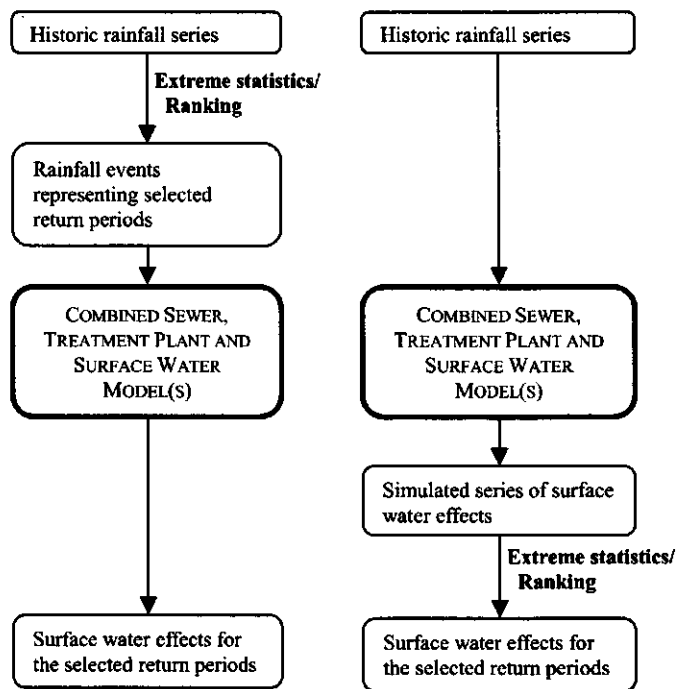 Historic rainfall series
Extreme statistics/
Ranking
Rainfall events
representing selected
return periods
COMBINED SEWER,
TREATMENT PLANT AND
SURFACE WATER
MODEL(S)
Surface water effects for
the selected return periods
Historic rainfall series
COMBINED SEWER,
TREATMENT PLANT AND
SURFACE WATER
MODEL(S)
Simulated series of surface
water effects
Extreme statistics/
Ranking
Surface water effects for
the selected return periods